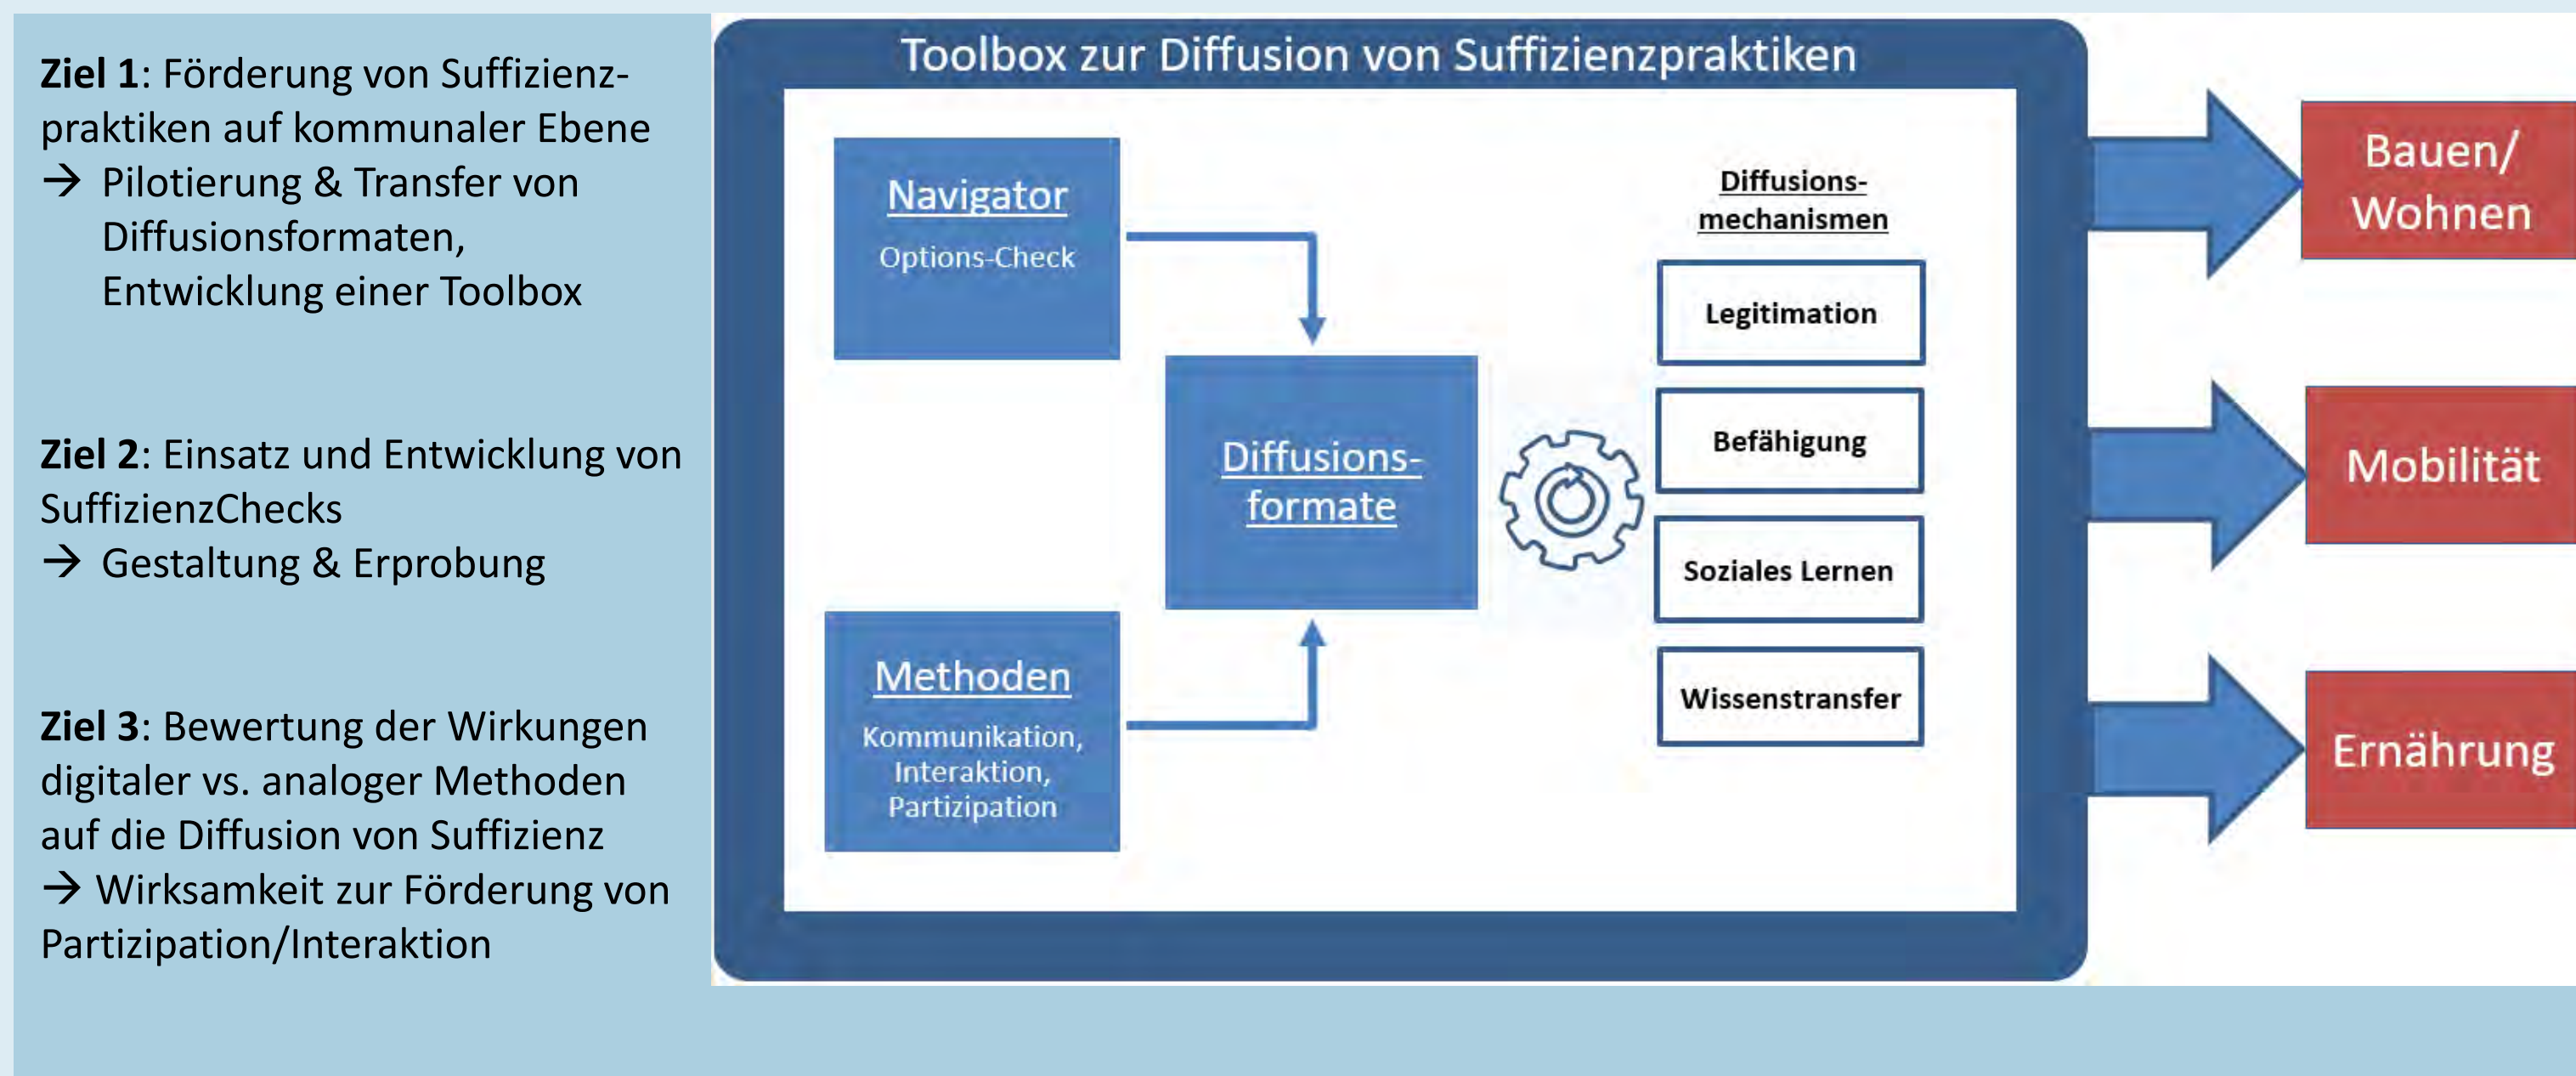 Ziel 1: Förderung von Suffizienz-
praktiken auf kommunaler Ebene
→ Pilotierung & Transfer von
Diffusionsformaten,
Entwicklung einer Toolbox
Ziel 2: Einsatz und Entwicklung von
SuffizienzChecks
→ Gestaltung & Erprobung
Ziel 3: Bewertung der Wirkungen
digitaler vs. analoger Methoden
auf die Diffusion von Suffizienz
→ Wirksamkeit zur Förderung von
Partizipation/Interaktion
Toolbox zur Diffusion von Suffizienzpraktiken
Navigator
Options-Check
Methoden
Kommunikation,
Interaktion,
Partizipation
Diffusions-
formate
Diffusions-
mechanismen
Legitimation
Befähigung
Soziales Lernen
Wissenstransfer
Bauen/
Wohnen
Mobilität
Ernährung